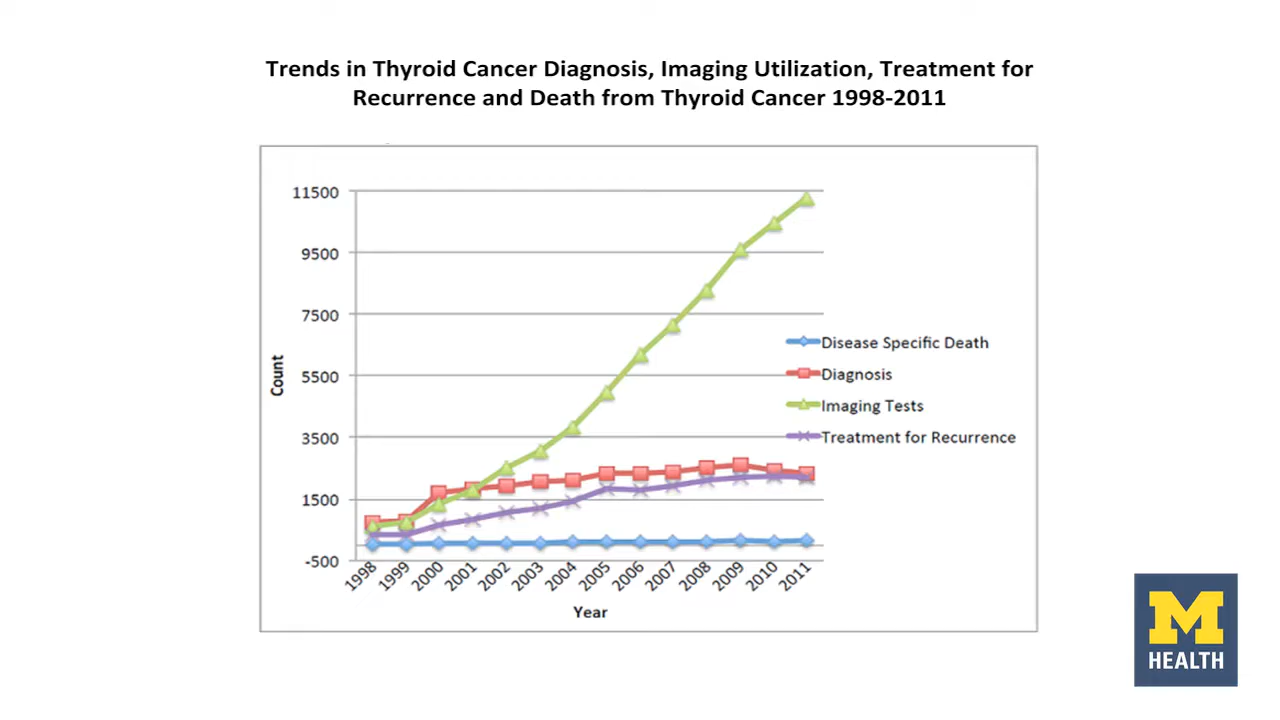 Trends in Thyroid Cancer Diagnosis, Imaging Utilization, Treatment for
Recurrence and Death from Thyroid Cancer 1998-2011
11500
9500
7500
5500
3500
1500
-500
Count
1998
1999
2000
2001
2002
2003
2004
2005
2006
2007
2008
2009
2010
2011
Year
Disease Specific Death
Diagnosis
Imaging Tests
Treatment for Recurrence
M
HEALTH